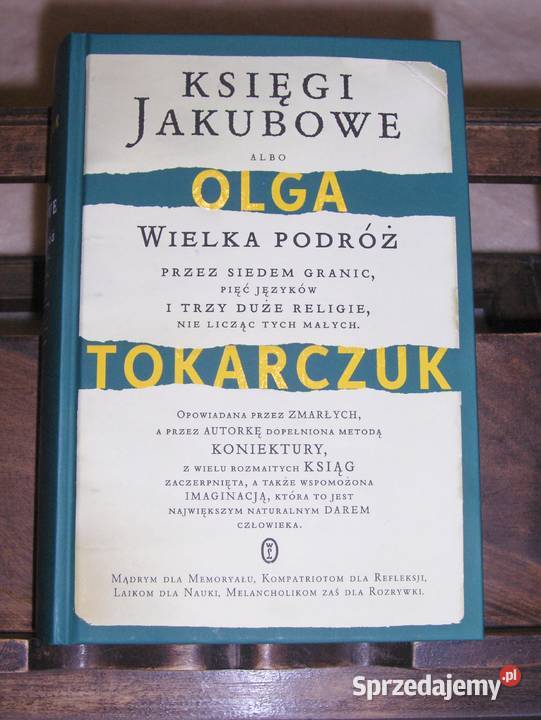 KSIĘGI
JAKUBOWE
ALBO
OLGA
WIELKA PODRÓŻ
PRZEZ SIEDEM GRANIC,
PIĘĆ JĘZYKÓW
I TRZY DUŻE RELIGIE,
NIE LICZĄC TYCH MAŁYCH.
TOKARCZUK
OPOWIADANA PRZEZ ZMARŁYCH,
A PRZEZ AUTORKĘ DOPEŁNIONA METODĄ
KONIEKTURY,
Z WIELU ROZMAITYCH KSIĄG
ZACZERPNIĘTA, A TAKŻE WSPOMOŻONA
IMAGINACJĄ, KTÓRA TO JEST
NAJWIĘKSZYM NATURALNYM DAREM
CZŁOWIEKA.
MĄDRYM DLA MEMORYAŁU, KOMPATRIOTOM DLA REFLEKSJI,
LAIKOM DLA NAUKI, MELANCHOLIKOM ZAŚ DLA ROZRYWKI.
Sprzedajemy.pl